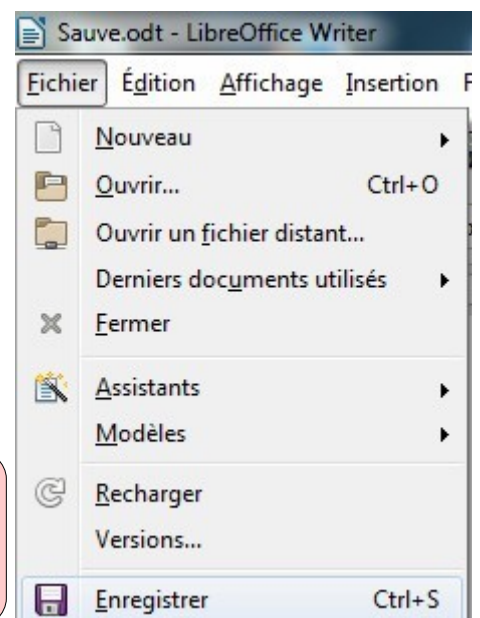 Sauve.odt - LibreOffice Writer
Fichier Édition Affichage Insertion
Nouveau
Ouvrir... Ctrl+O
Ouvrir un fichier distant...
Derniers documents utilisés
Fermer
Assistants
Modèles
Recharger
Versions...
Enregistrer Ctrl+S